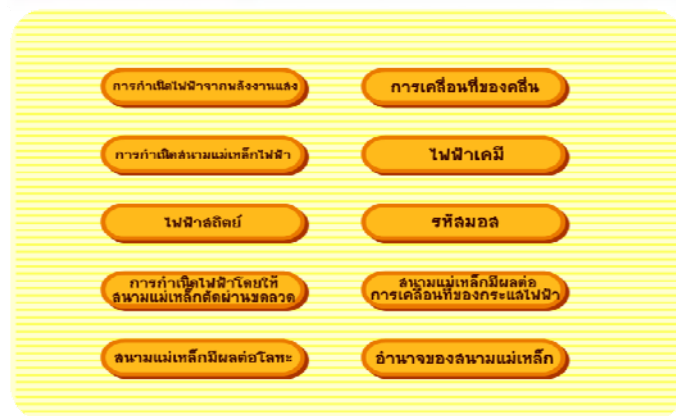 การกำเนิดไฟฟ้าจากพลังงานแสง
การเคลื่อนที่ของคลื่น
การกำเนิดสนามแม่เหล็กไฟฟ้า
ไฟฟ้าเคมี
ไฟฟ้าสถิตย์
รหัสมอส
การกำเนิดไฟฟ้าโดยให้
สนามแม่เหล็กตัดผ่านขดลวด
สนามแม่เหล็กมีผลต่อ
การเคลื่อนที่ของกระแสไฟฟ้า
สนามแม่เหล็กมีผลต่อโลหะ
อำนาจของสนามแม่เหล็ก